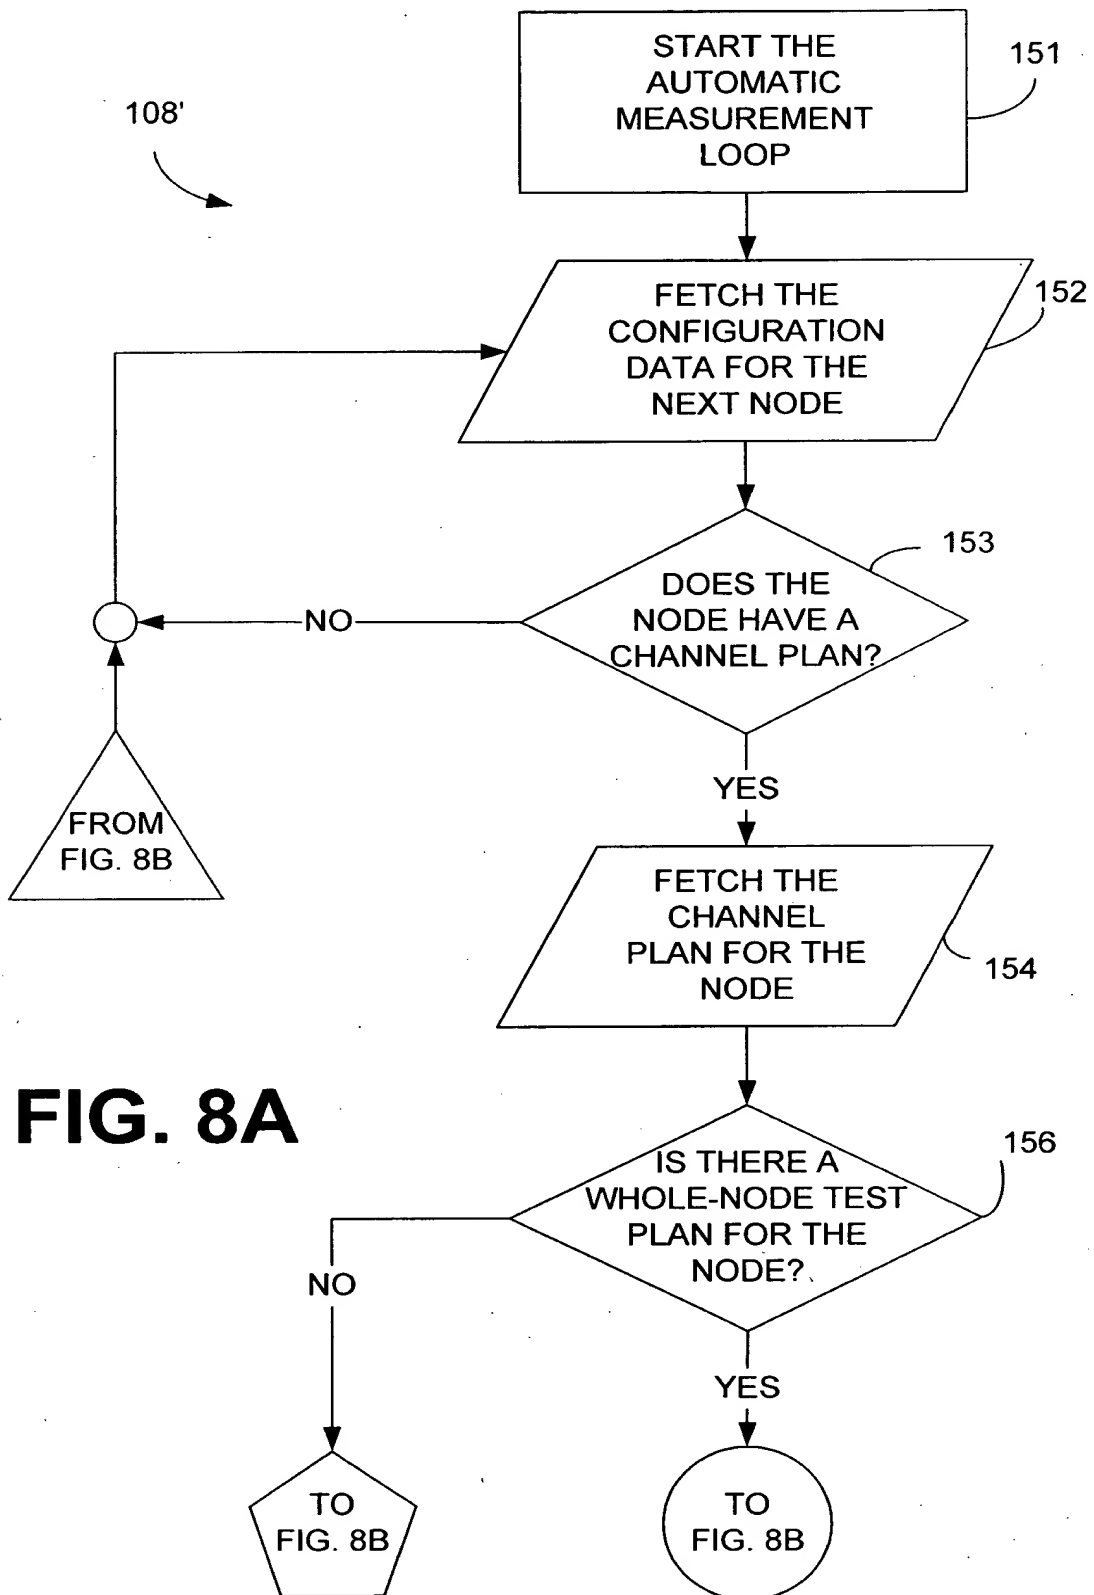 START THE
AUTOMATIC
MEASUREMENT
LOOP
151
108'
FETCH THE
CONFIGURATION
DATA FOR THE
NEXT NODE
152
DOES THE
NODE HAVE A
CHANNEL PLAN?
153
NO
YES
FROM
FIG. 8B
FETCH THE
CHANNEL
PLAN FOR THE
NODE
154
FIG. 8A
IS THERE A
WHOLE-NODE TEST
PLAN FOR THE
NODE?
156
NO
YES
TO
FIG. 8B
TO
FIG. 8B